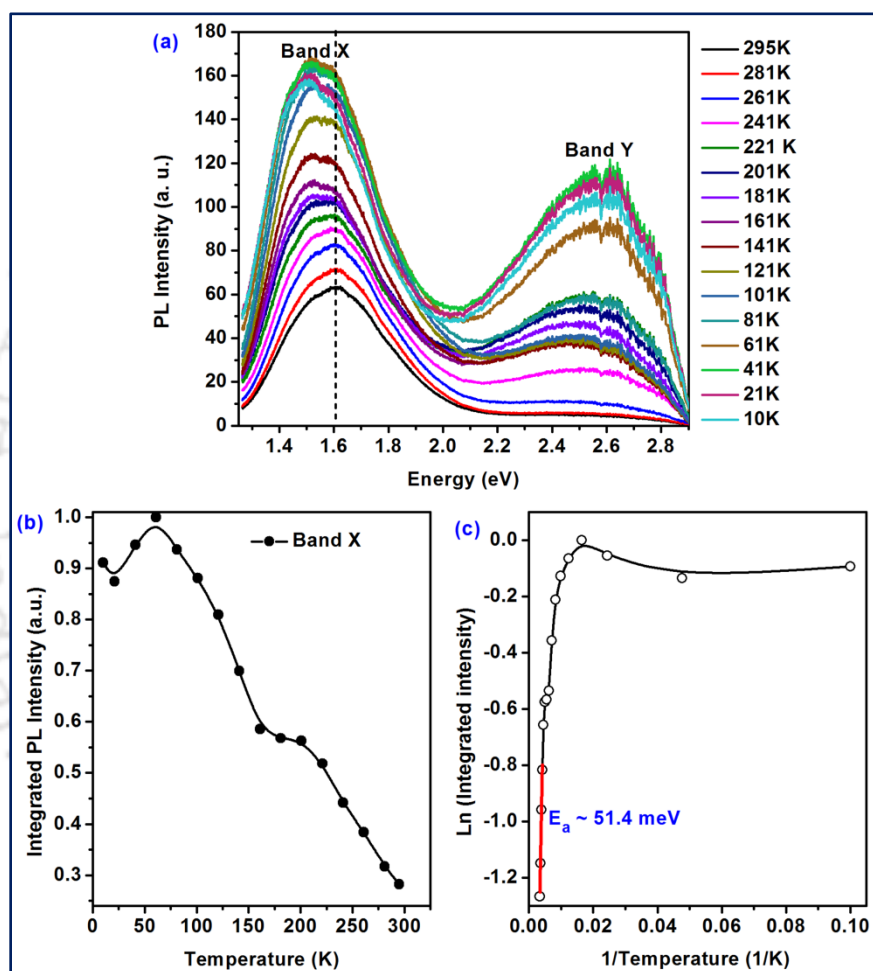 (a)
180
160
140
120
100
80
60
40
20
0
PL Intensity (a. u.)
Band X
Band Y
1.4 1.6 1.8 2.0 2.2 2.4 2.6 2.8
Energy (eV)
295K
281K
261K
241K
221 K
201K
181K
161K
141K
121K
101K
81K
61K
41K
21K
10K
(b)
1.0
0.9
0.8
0.7
0.6
0.5
0.4
0.3
Integrated PL Intensity (a.u.)
Band X
0 50 100 150 200 250 300
Temperature (K)
(c)
0.0
-0.2
-0.4
-0.6
-0.8
-1.0
-1.2
Ln (Integrated intensity)
Ea ~ 51.4 meV
0.00 0.02 0.04 0.06 0.08 0.10
1/Temperature (1/K)